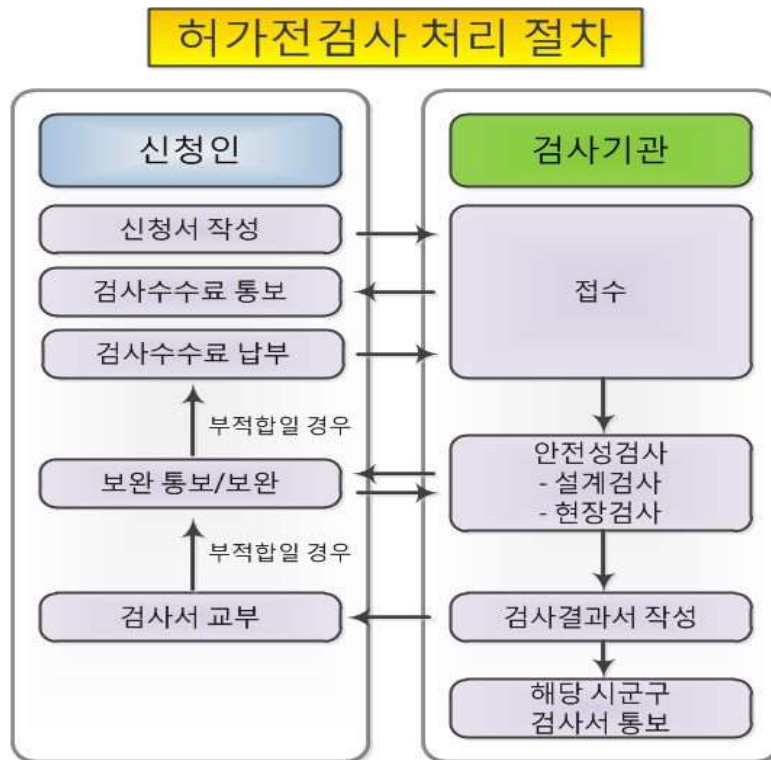 허가전검사 처리 절차
신청인
신청서 작성
검사수수료 통보
검사수수료 납부
부적합일 경우
보완 통보/보완
부적합일 경우
검사서 교부
검사기관
접수
안전성검사
- 설계검사
- 현장검사
검사결과서 작성
해당 시군구
검사서 통보